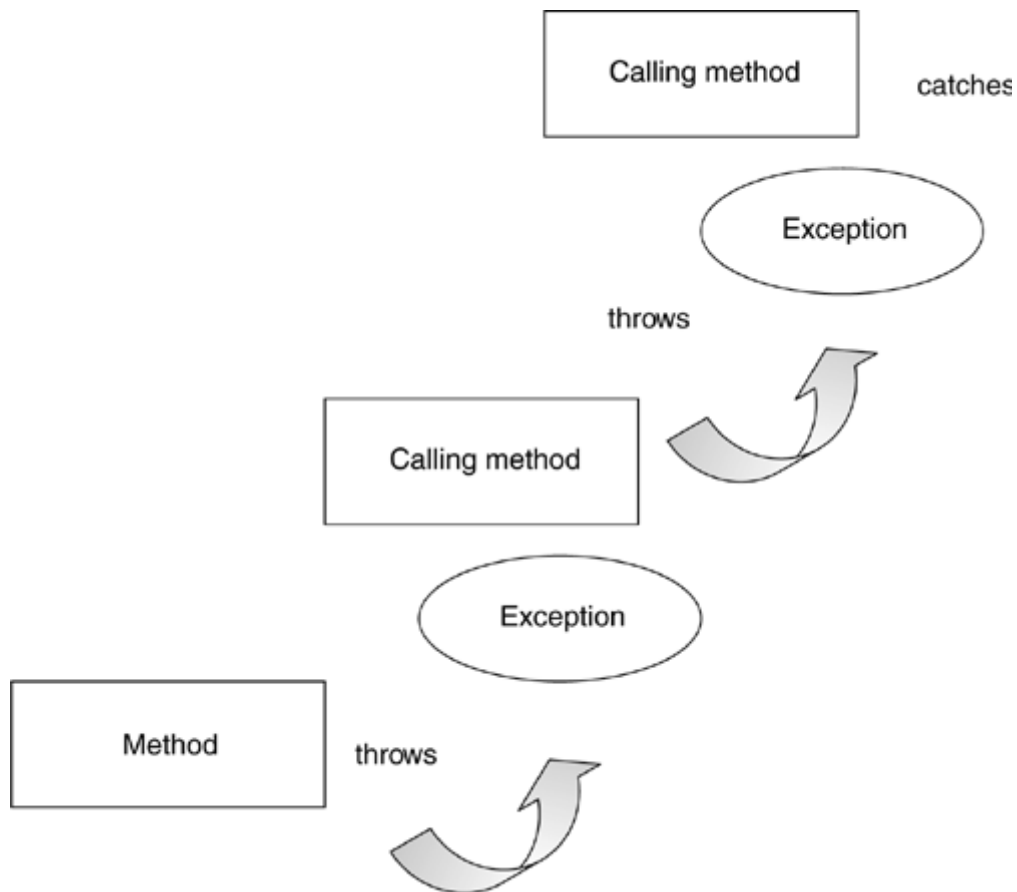 Calling method
catches
Exception
throws
Calling method
Exception
Method
throws